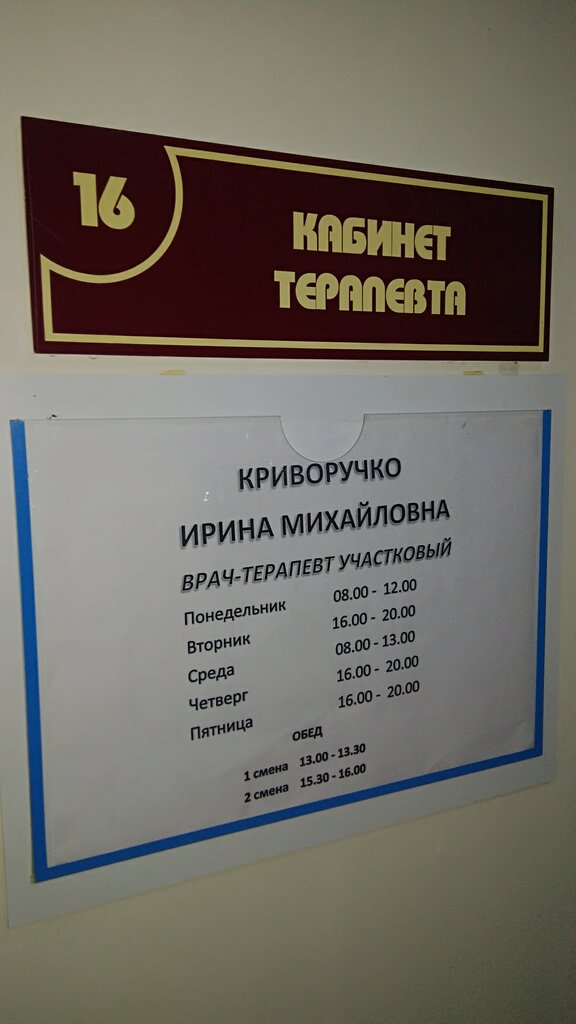 16
КАБИНЕТ
ТЕРАПЕВТА
КРИВОРУЧКО
ИРИНА МИХАЙЛОВНА
ВРАЧ-ТЕРАПЕВТ УЧАСТКОВЫЙ
Понедельник 08.00 - 12.00
Вторник 16.00 - 20.00
Среда 08.00 - 13.00
Четверг 16.00 - 20.00
Пятница 16.00 - 20.00
ОБЕД
1 смена 13.00 - 13.30
2 смена 15.30 - 16.00